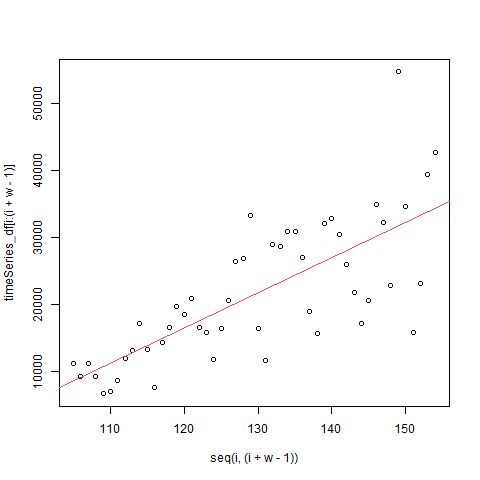 50000
40000
30000
20000
10000
timeSeries_df[i:(i + w - 1)]
110 120 130 140 150
seq(i, (i + w - 1))